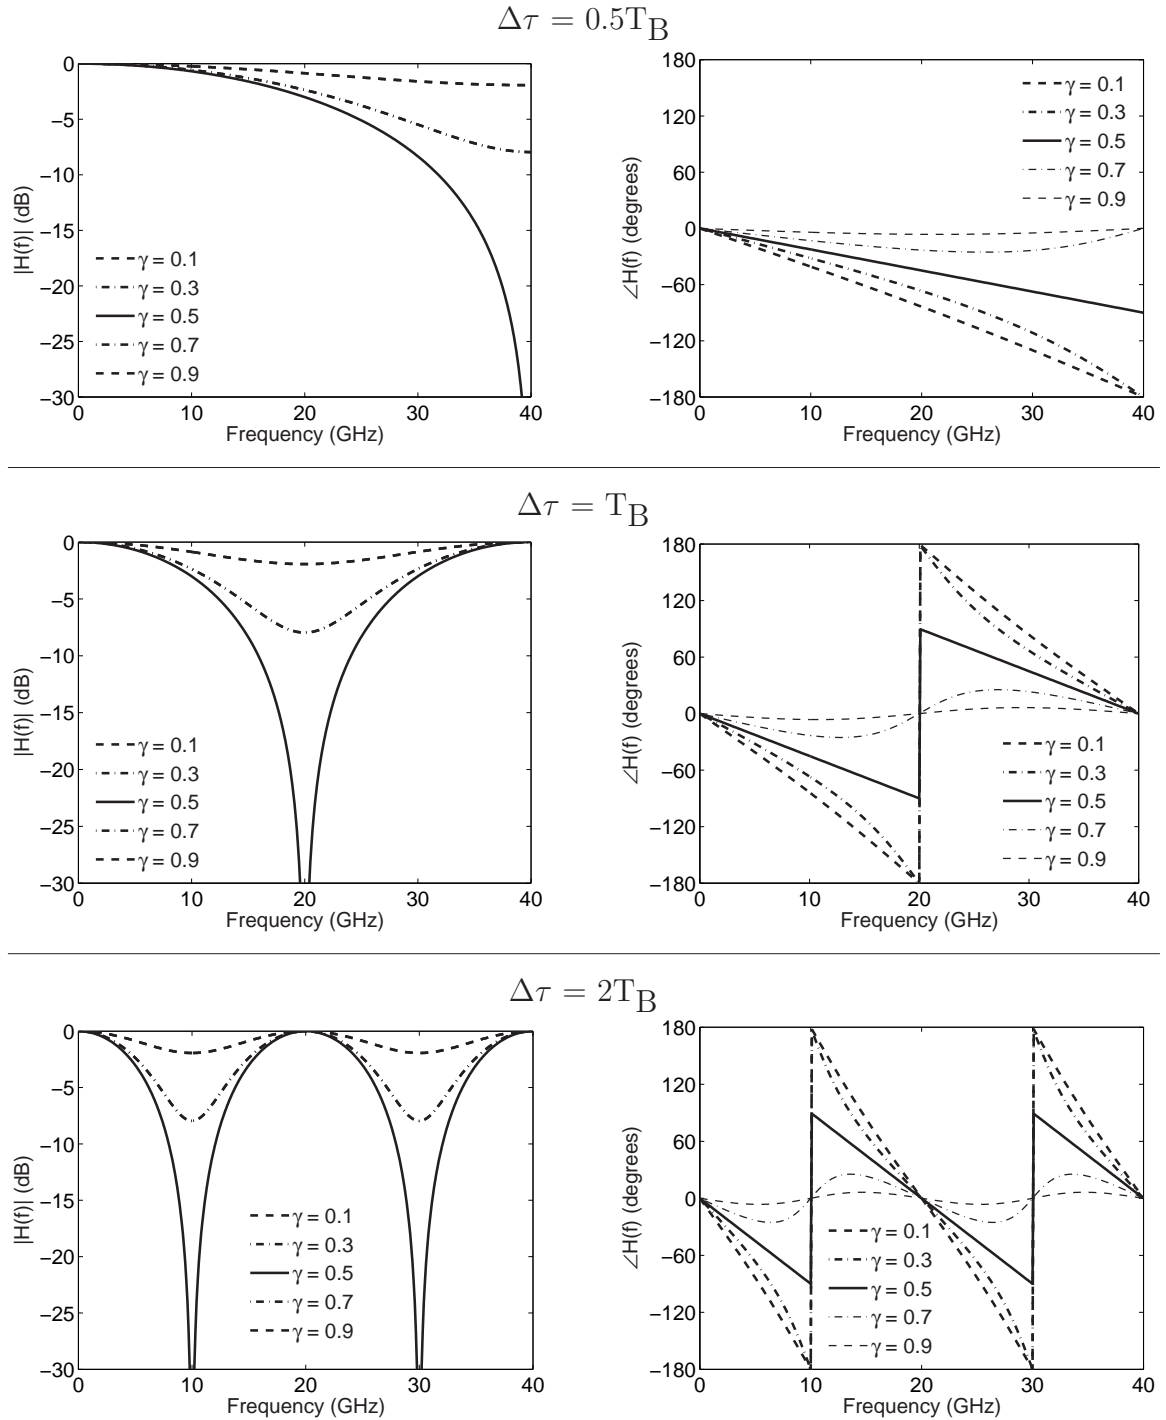 Δτ = 0.5T_B
0
−5
−10
−15
−20
−25
−30
|H(f)| (dB)
γ = 0.1
γ = 0.3
γ = 0.5
γ = 0.7
γ = 0.9
0 10 20 30 40
Frequency (GHz)
180
120
60
0
−60
−120
−180
∠H(f) (degrees)
γ = 0.1
γ = 0.3
γ = 0.5
γ = 0.7
γ = 0.9
0 10 20 30 40
Frequency (GHz)
Δτ = T_B
0
−5
−10
−15
−20
−25
−30
|H(f)| (dB)
γ = 0.1
γ = 0.3
γ = 0.5
γ = 0.7
γ = 0.9
0 10 20 30 40
Frequency (GHz)
180
120
60
0
−60
−120
−180
∠H(f) (degrees)
γ = 0.1
γ = 0.3
γ = 0.5
γ = 0.7
γ = 0.9
0 10 20 30 40
Frequency (GHz)
Δτ = 2T_B
0
−5
−10
−15
−20
−25
−30
|H(f)| (dB)
γ = 0.1
γ = 0.3
γ = 0.5
γ = 0.7
γ = 0.9
0 10 20 30 40
Frequency (GHz)
180
120
60
0
−60
−120
−180
∠H(f) (degrees)
γ = 0.1
γ = 0.3
γ = 0.5
γ = 0.7
γ = 0.9
0 10 20 30 40
Frequency (GHz)